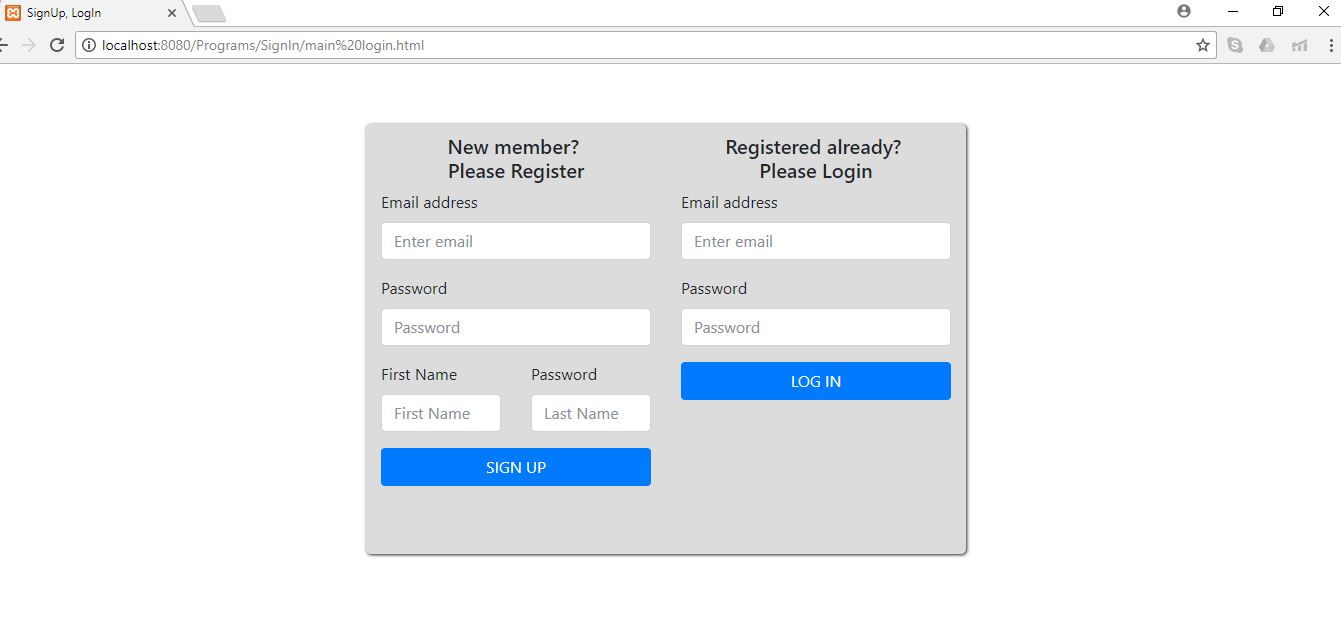 SignUp, LogIn
localhost:8080/Programs/SignIn/main%20login.html
New member?
Please Register
Email address
Enter email
Password
Password
First Name Password
First Name Last Name
SIGN UP
Registered already?
Please Login
Email address
Enter email
Password
Password
LOG IN